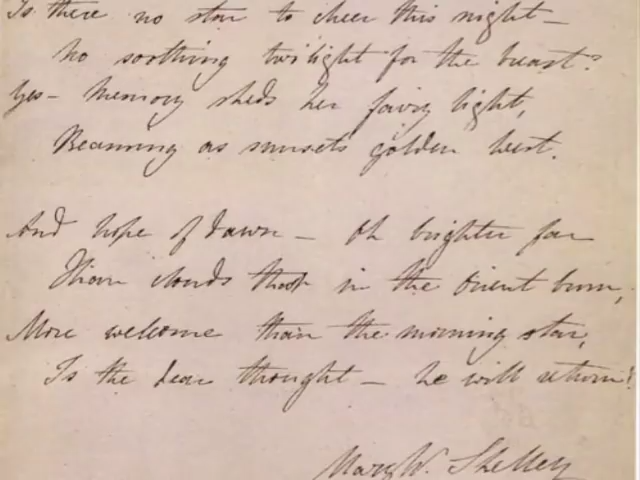 Is there no star to cheer this night—
No soothing twilight for the breast?
Yes— Memory sheds her fairy light,
Beaming as sunsets golden west.
And hope of dawn— Oh brighter far
Than clouds that in the orient burn,
More welcome than the morning star,
Is the dear thought— he will return!
Mary W. Shelley